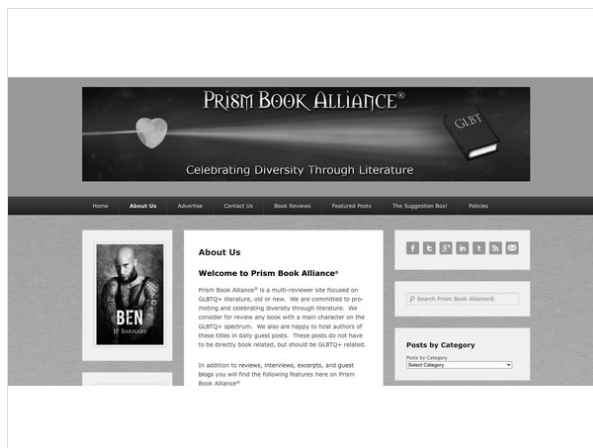 PRISM BOOK ALLIANCE®
GLBT
Celebrating Diversity Through Literature
Home About Us Advertise Contact Us Book Reviews Featured Posts The Suggestion Box! Policies
BEN
JP BARNABY
About Us
Welcome to Prism Book Alliance®
Prism Book Alliance® is a multi-reviewer site focused on
GLBTQ+ literature, old or new. We are committed to pro-
moting and celebrating diversity through literature. We
consider for review any book with a main character on the
GLBTQ+ spectrum. We also are happy to host authors of
these titles in daily guest posts. These posts do not have
to be directly book related, but should be GLBTQ+ related.
In addition to reviews, interviews, excerpts, and guest
blogs you will find the following features here on Prism
Book Alliance®
Search Prism Book Alliance®
Posts by Category
Posts by Category
Select Category